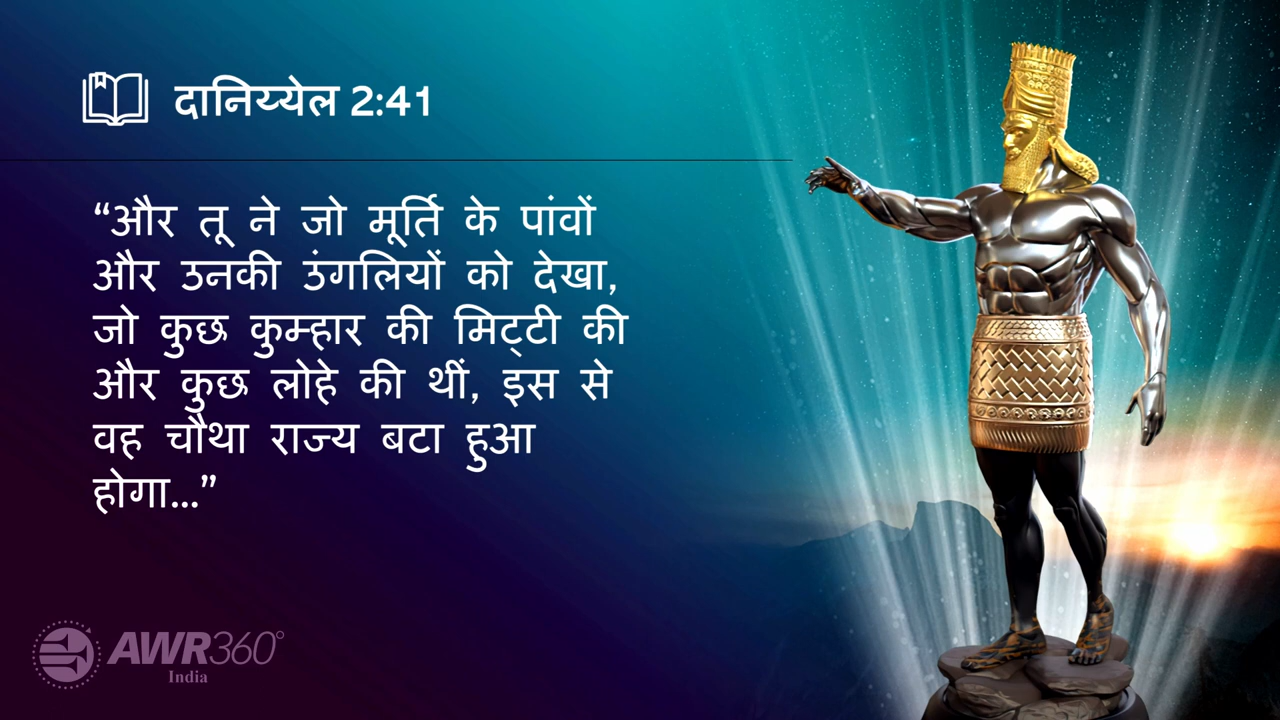 दानिय्येल 2:41
“और तू ने जो मूर्ति के पांवों
और उनकी उंगलियों को देखा,
जो कुछ कुम्हार की मिट्टी की
और कुछ लोहे की थीं, इस से
वह चौथा राज्य बटा हुआ
होगा...”
AWR360°
India